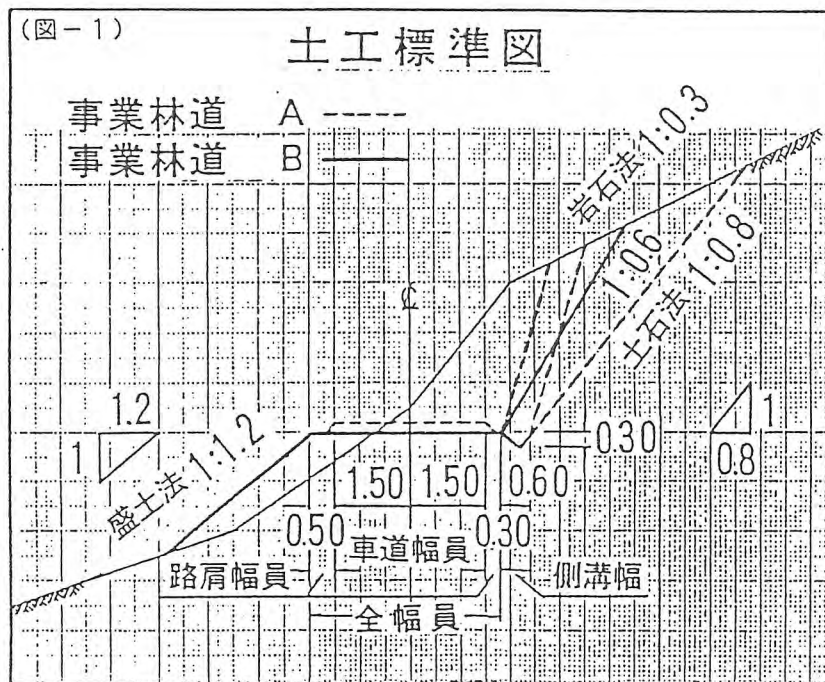 (図-1)
土工標準図
事業林道 A
事業林道 B
岩石法 1:0.3
1:0.6
土石法 1:0.8
℄
1.2
1
盛土法 1:1.2
1
0.8
0.30
1.50 1.50 0.60
0.50 0.30
車道幅員
路肩幅員 側溝幅
全幅員